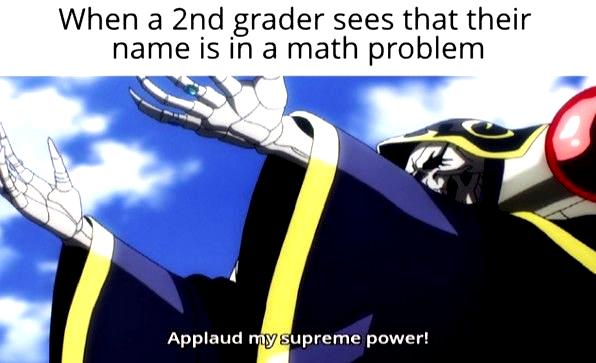 When a 2nd grader sees that their
name is in a math problem
Applaud my supreme power!